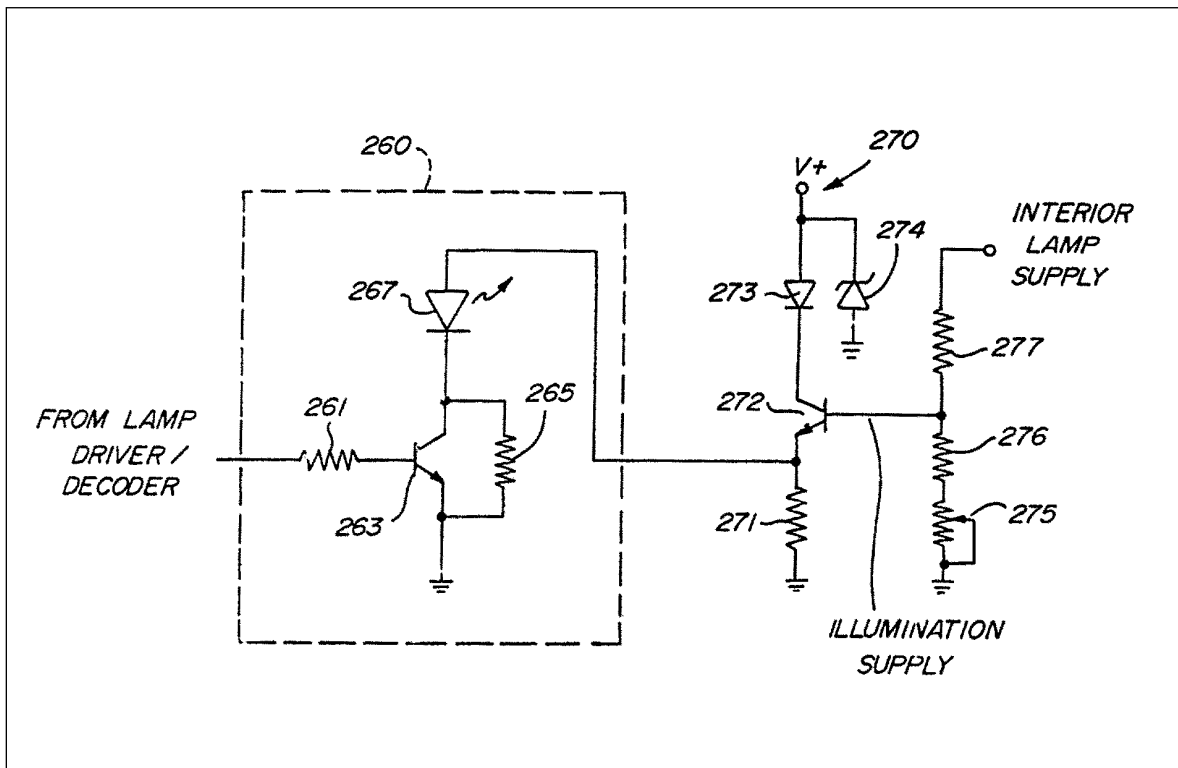 260
267
265
261
263
FROM LAMP
DRIVER/
DECODER
270
V+
274
273
INTERIOR
LAMP
SUPPLY
277
272
276
275
271
ILLUMINATION
SUPPLY